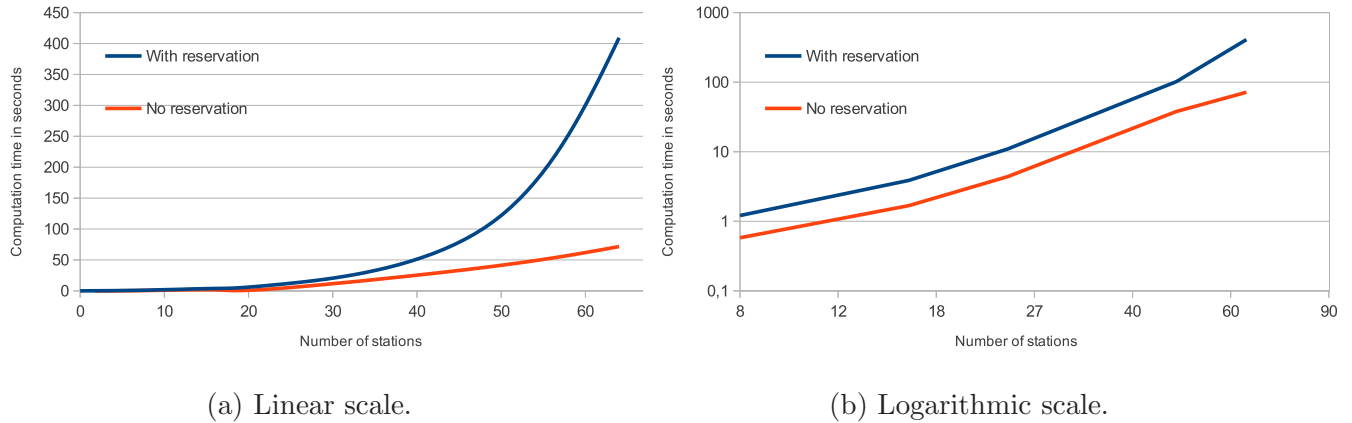 450
400
350
300
250
200
150
100
50
0
Computation time in seconds
With reservation
No reservation
0 10 20 30 40 50 60
Number of stations
(a) Linear scale.
1000
100
10
1
0,1
Computation time in seconds
With reservation
No reservation
8 12 18 27 40 60 90
Number of stations
(b) Logarithmic scale.